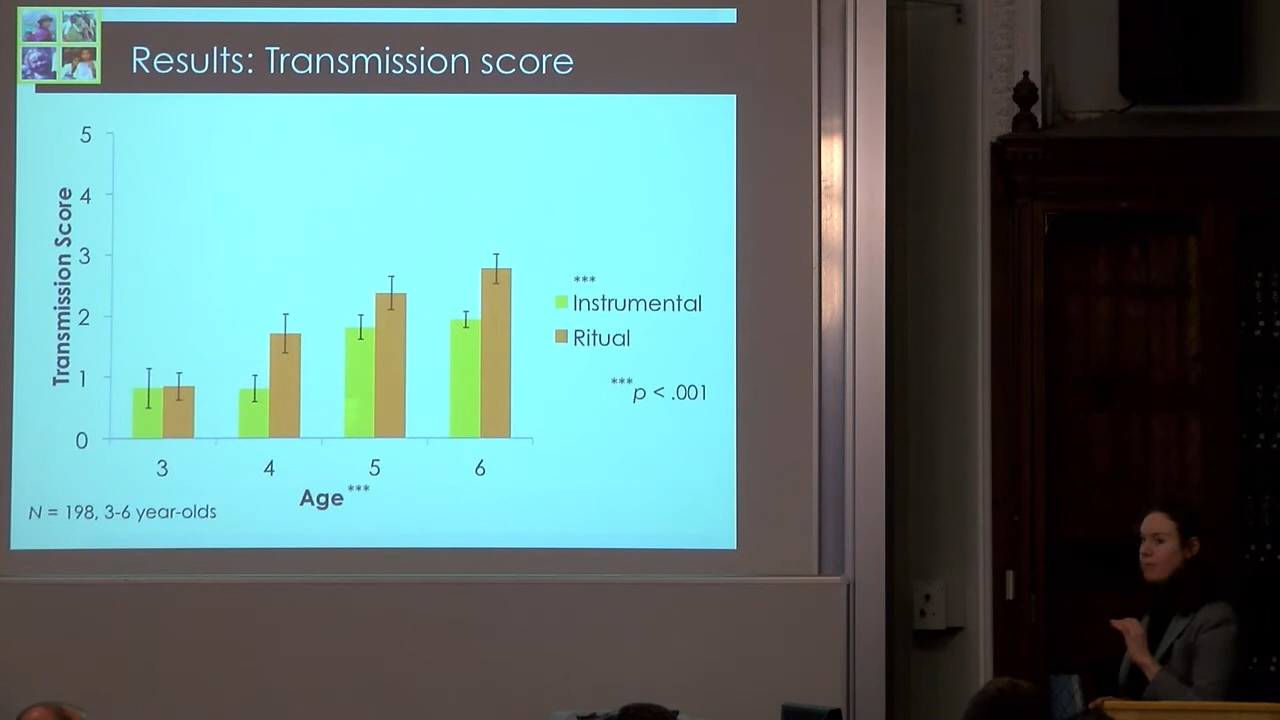 Results: Transmission score
5
4
3
2
1
0
Transmission Score
***
Instrumental
Ritual
***p < .001
3 4 5 6
Age***
N = 198, 3-6 year-olds